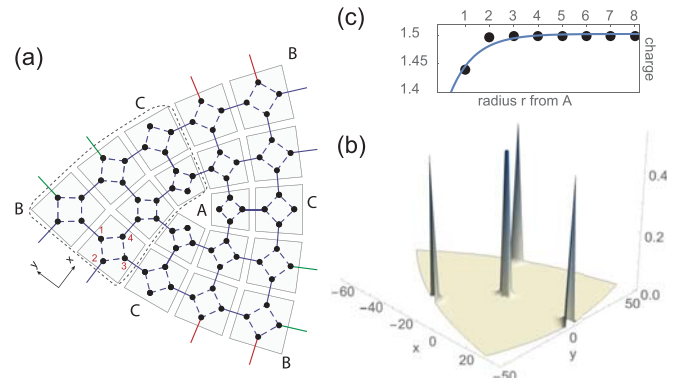 (a)
B
C
B
A
C
1
4
2
3
y
x
C
B
(c)
1 2 3 4 5 6 7 8
1.5
1.45
1.4
charge
radius r from A
(b)
0.4
0.2
0.0
−60
−40
−20
0
20
x
50
0
−50
y